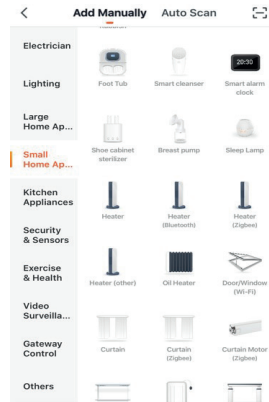 Add Manually Auto Scan
Electrician
Lighting
Large
Home Ap...
Small
Home Ap...
Kitchen
Appliances
Security
& Sensors
Exercise
& Health
Video
Surveilla...
Gateway
Control
Others
Foot Tub
Smart cleanser
20:30
Smart alarm
clock
Shoe cabinet
sterilizer
Breast pump
Sleep Lamp
Heater
Heater
(Bluetooth)
Heater
(Zigbee)
Heater (other)
Oil Heater
Door/Window
(Wi-Fi)
Curtain
Curtain
(Zigbee)
Curtain Motor
(Zigbee)